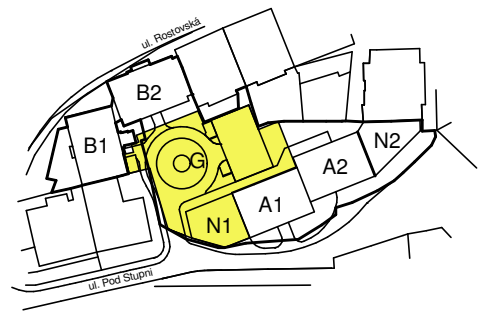 ul. Rostovská
B2
B1
G
N2
A2
A1
N1
ul. Pod Stupni